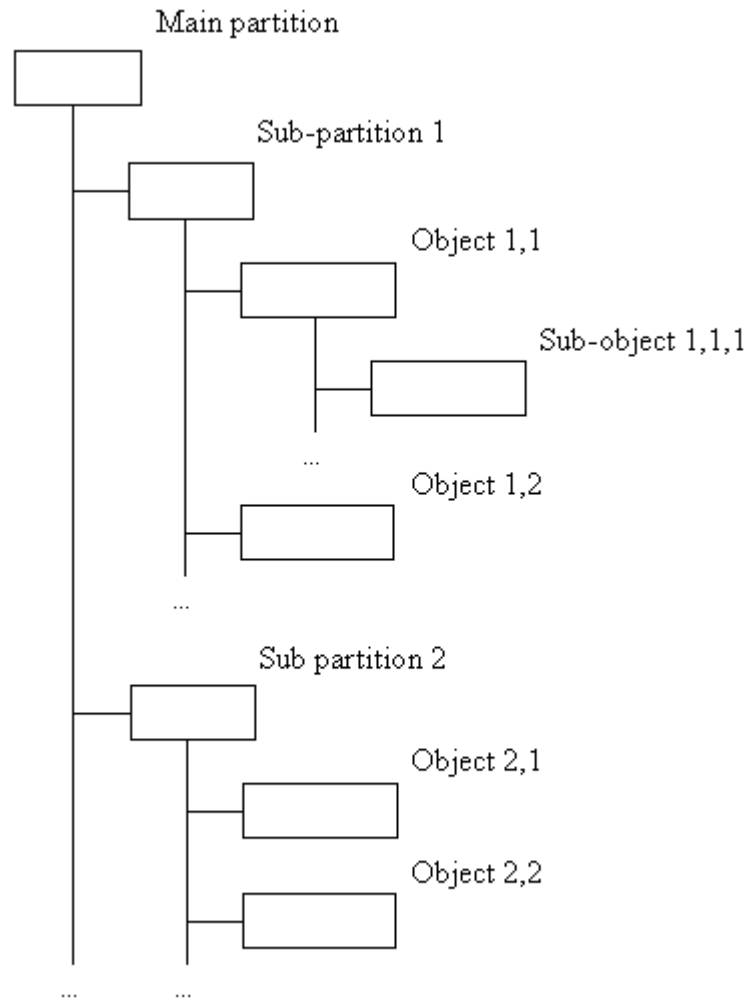 Main partition
Sub-partition 1
Object 1,1
Sub-object 1,1,1
...
Object 1,2
...
Sub partition 2
Object 2,1
Object 2,2
... ...